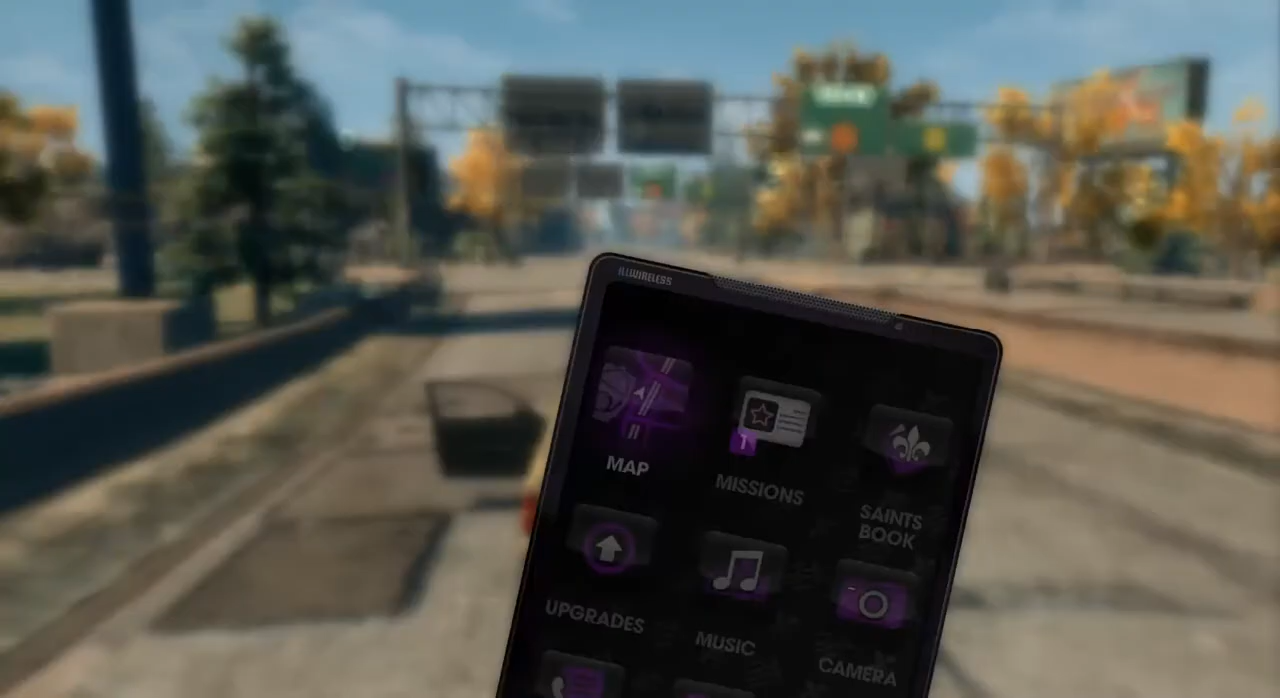 iLLWIRELESS
MAP
MISSIONS
SAINTS
BOOK
UPGRADES
MUSIC
CAMERA